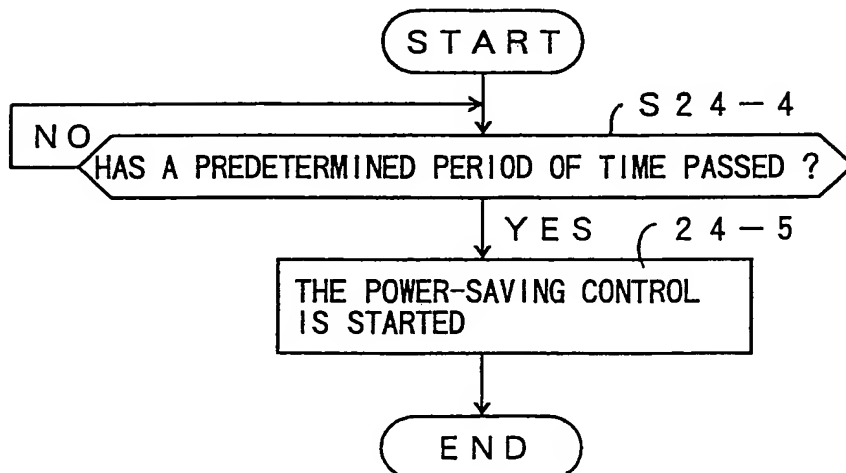 START
S24-4
NO
HAS A PREDETERMINED PERIOD OF TIME PASSED ?
YES
24-5
THE POWER-SAVING CONTROL
IS STARTED
END